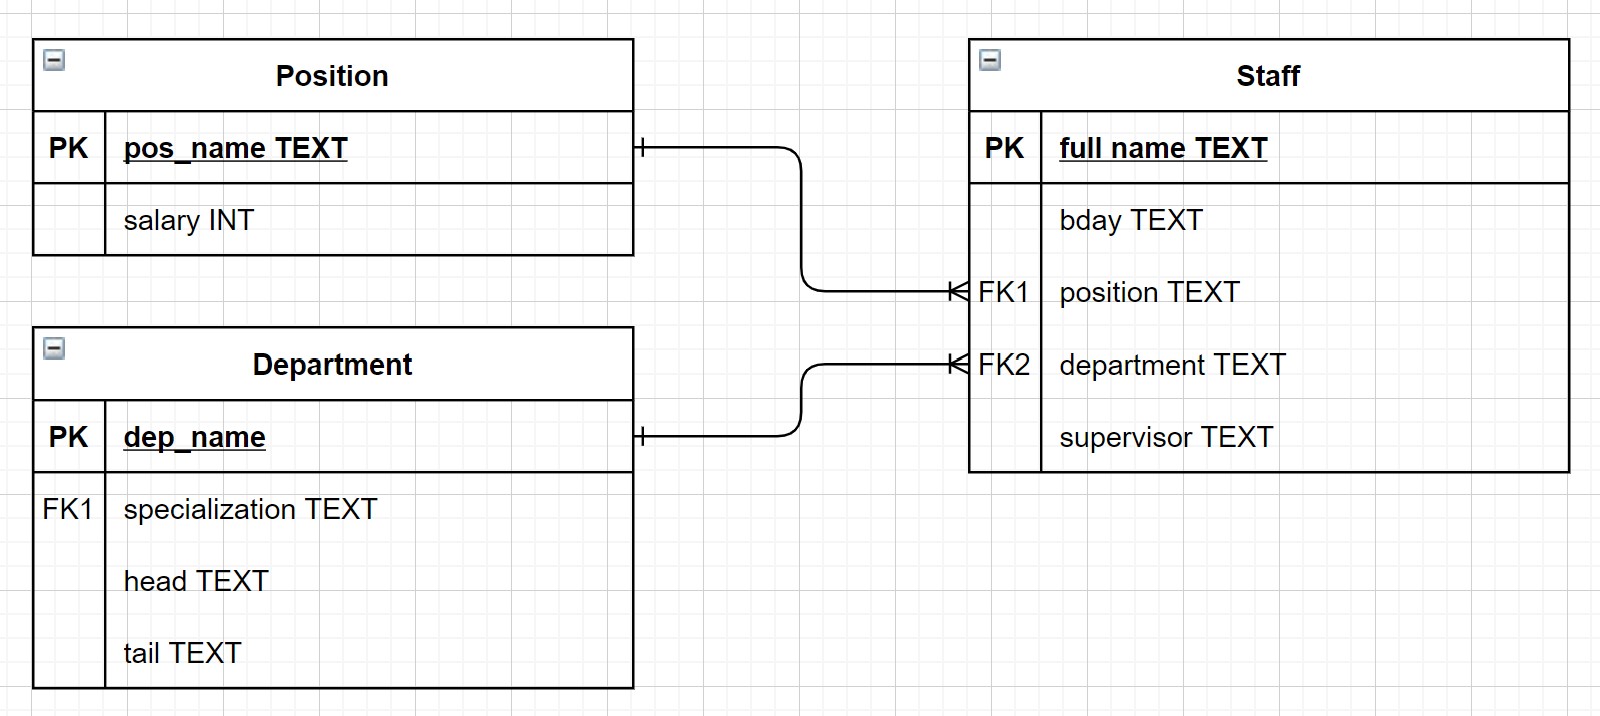 Position
PK pos_name TEXT
salary INT
Department
PK dep_name
FK1 specialization TEXT
head TEXT
tail TEXT
Staff
PK full name TEXT
bday TEXT
FK1 position TEXT
FK2 department TEXT
supervisor TEXT